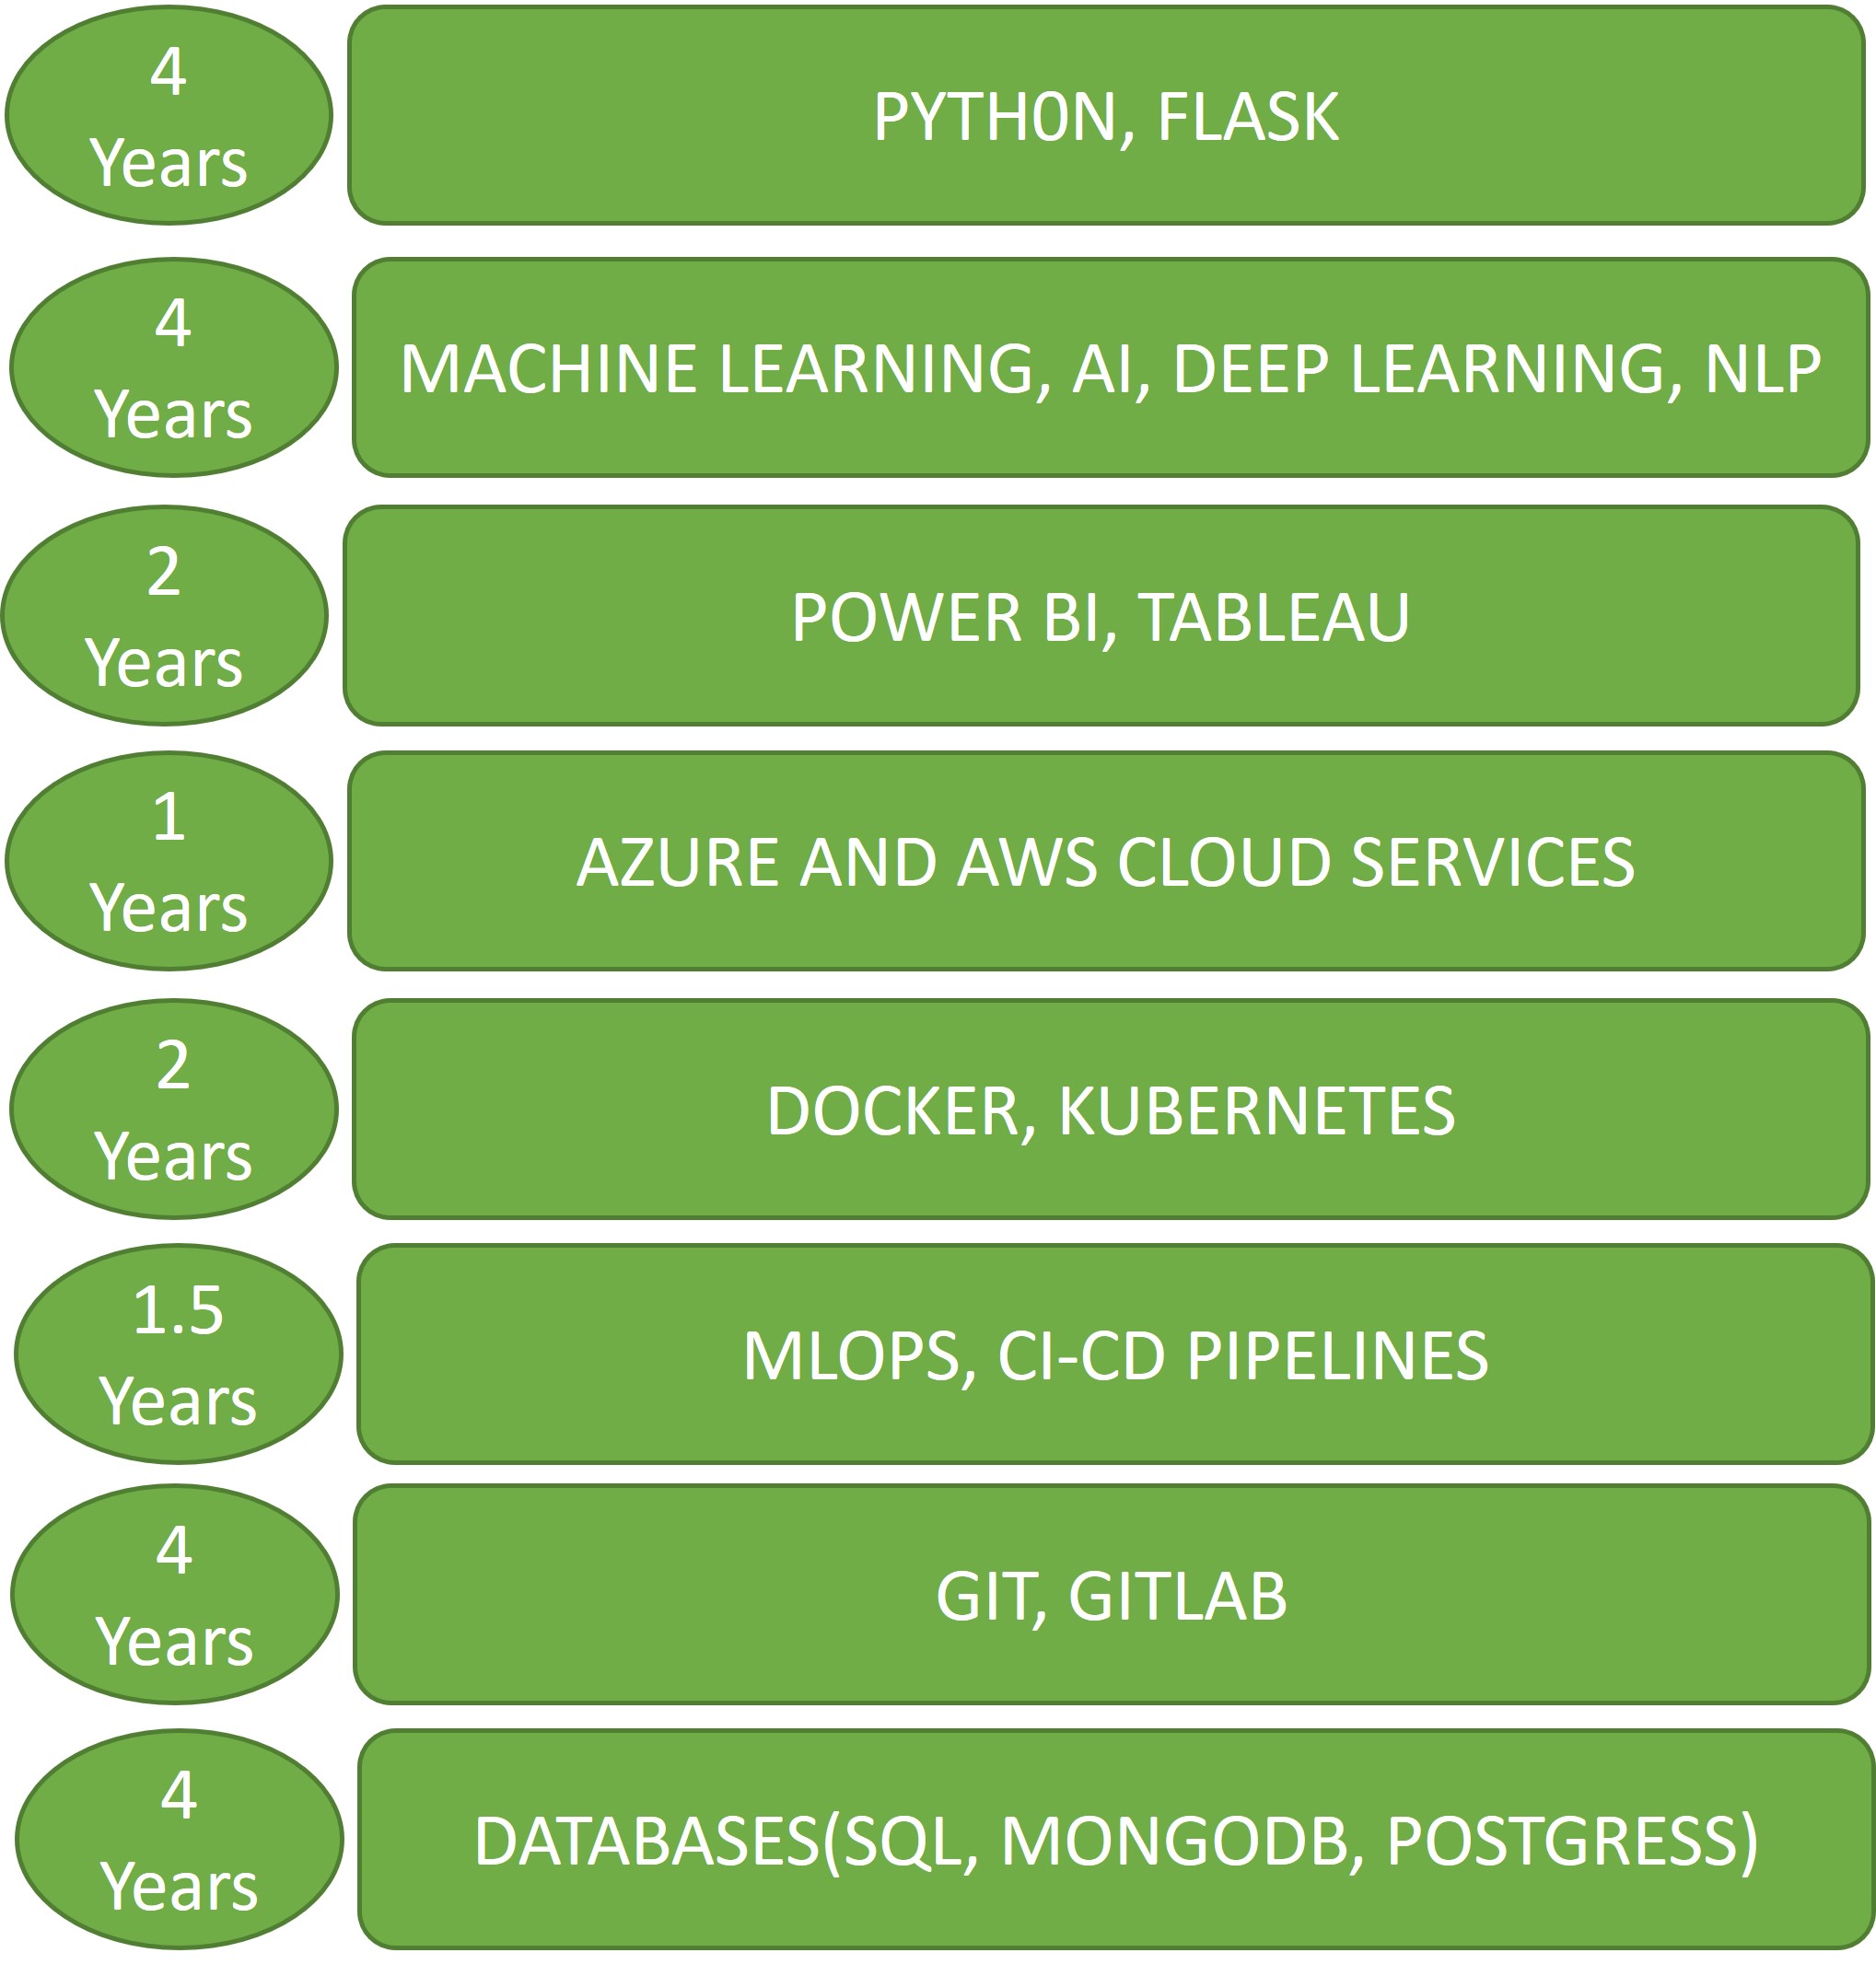 4
Years
PYTH0N, FLASK
4
Years
MACHINE LEARNING, AI, DEEP LEARNING, NLP
2
Years
POWER BI, TABLEAU
1
Years
AZURE AND AWS CLOUD SERVICES
2
Years
DOCKER, KUBERNETES
1.5
Years
MLOPS, CI-CD PIPELINES
4
Years
GIT, GITLAB
4
Years
DATABASES(SQL, MONGODB, POSTGRESS)